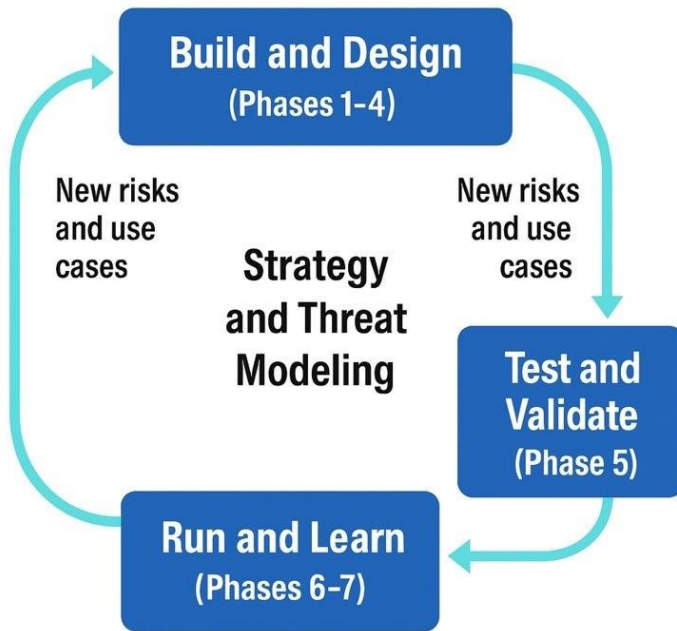 Build and Design
(Phases 1–4)
New risks
and use
cases
New risks
and use
cases
Strategy
and Threat
Modeling
Test and
Validate
(Phase 5)
Run and Learn
(Phases 6–7)